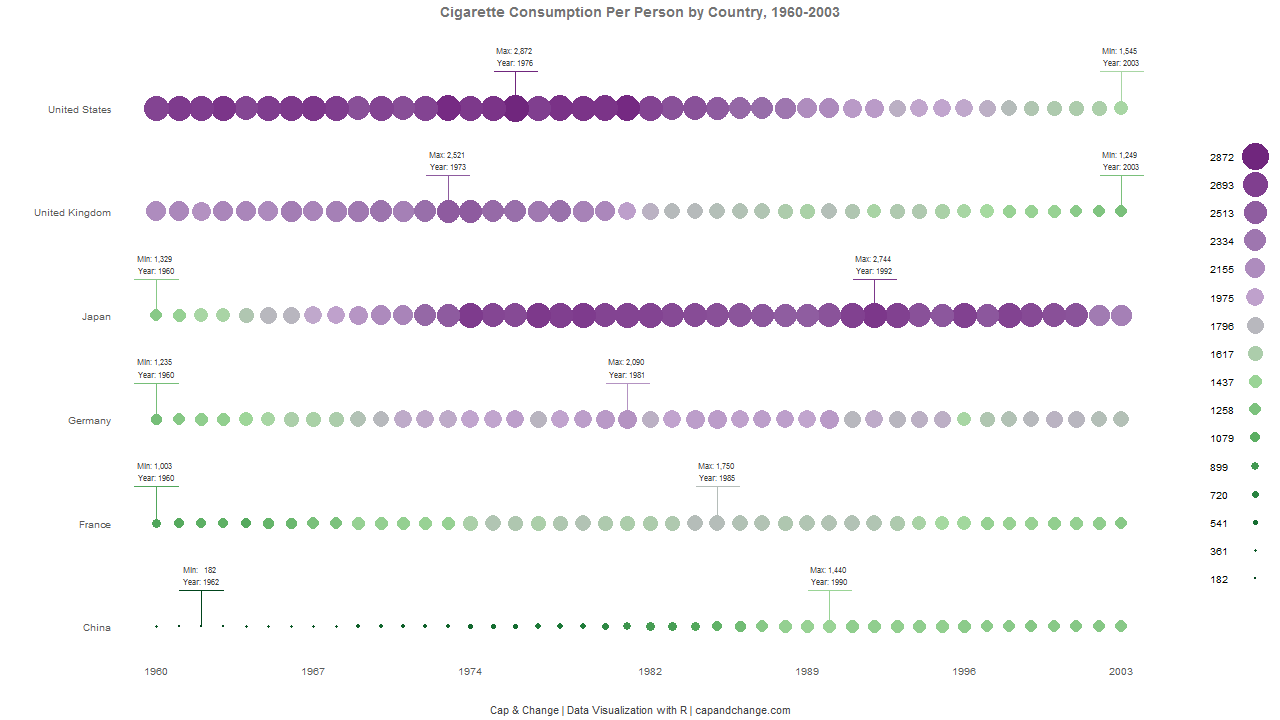 Cigarette Consumption Per Person by Country, 1960-2003
Max: 2,872
Year: 1976
Min: 1,545
Year: 2003
United States
Max: 2,521
Year: 1973
Min: 1,249
Year: 2003
United Kingdom
Min: 1,329
Year: 1960
Max: 2,744
Year: 1992
Japan
Min: 1,235
Year: 1960
Max: 2,090
Year: 1981
Germany
Min: 1,003
Year: 1960
Max: 1,750
Year: 1985
France
Min: 182
Year: 1962
Max: 1,440
Year: 1990
China
1960 1967 1974 1982 1989 1996 2003
2872
2693
2513
2334
2155
1975
1796
1617
1437
1258
1079
899
720
541
361
182
Cap & Change | Data Visualization with R | capandchange.com